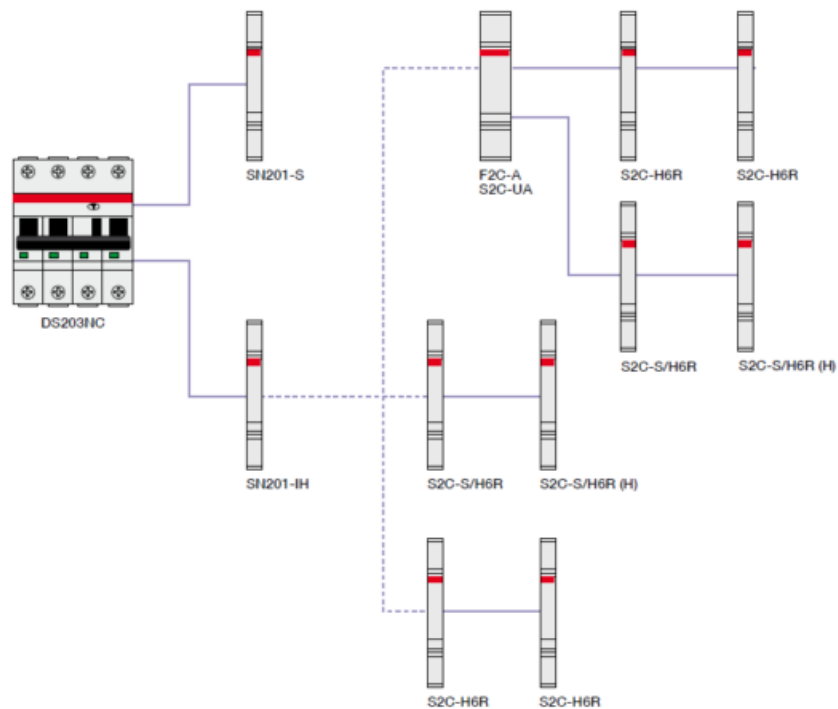 SN201-S
F2C-A
S2C-UA
S2C-H6R
S2C-H6R
DS203NC
S2C-S/H6R
S2C-S/H6R (H)
SN201-IH
S2C-S/H6R
S2C-S/H6R (H)
S2C-H6R
S2C-H6R